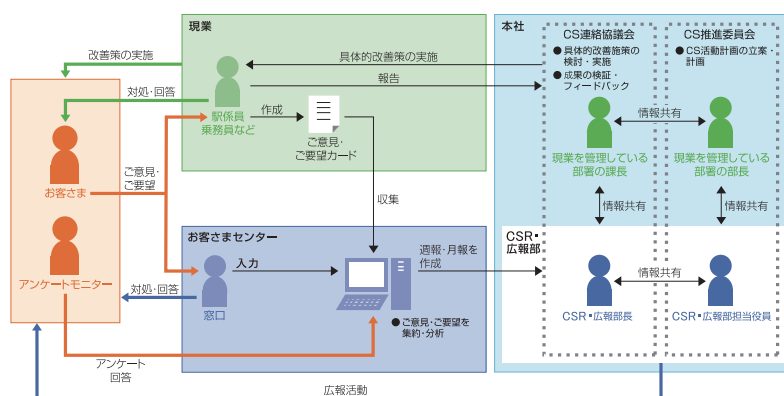 現業
本社
改善策の実施
具体的改善策の実施
CS連絡協議会
●具体的改善施策の
検討・実施
●成果の検証・
フィードバック
CS推進委員会
●CS活動計画の立案・
計画
報告
対処・回答
駅係員
乗務員など
作成
ご意見・
ご要望カード
情報共有
現業を管理している
部署の課長
現業を管理している
部署の部長
お客さま
ご意見・
ご要望
収集
情報共有
情報共有
お客さまセンター
CSR・
広報部
アンケートモニター
入力
週報・月報を
作成
情報共有
対処・回答
窓口
●ご意見・ご要望を
集約・分析
CSR・広報部長
CSR・広報部担当役員
アンケート
回答
広報活動